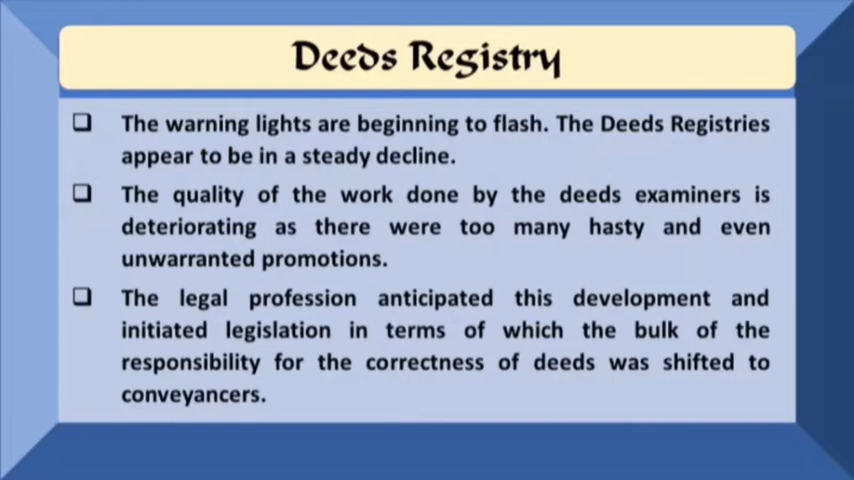 Deeds Registry
The warning lights are beginning to flash. The Deeds Registries
appear to be in a steady decline.
The quality of the work done by the deeds examiners is
deteriorating as there were too many hasty and even
unwarranted promotions.
The legal profession anticipated this development and
initiated legislation in terms of which the bulk of the
responsibility for the correctness of deeds was shifted to
conveyancers.